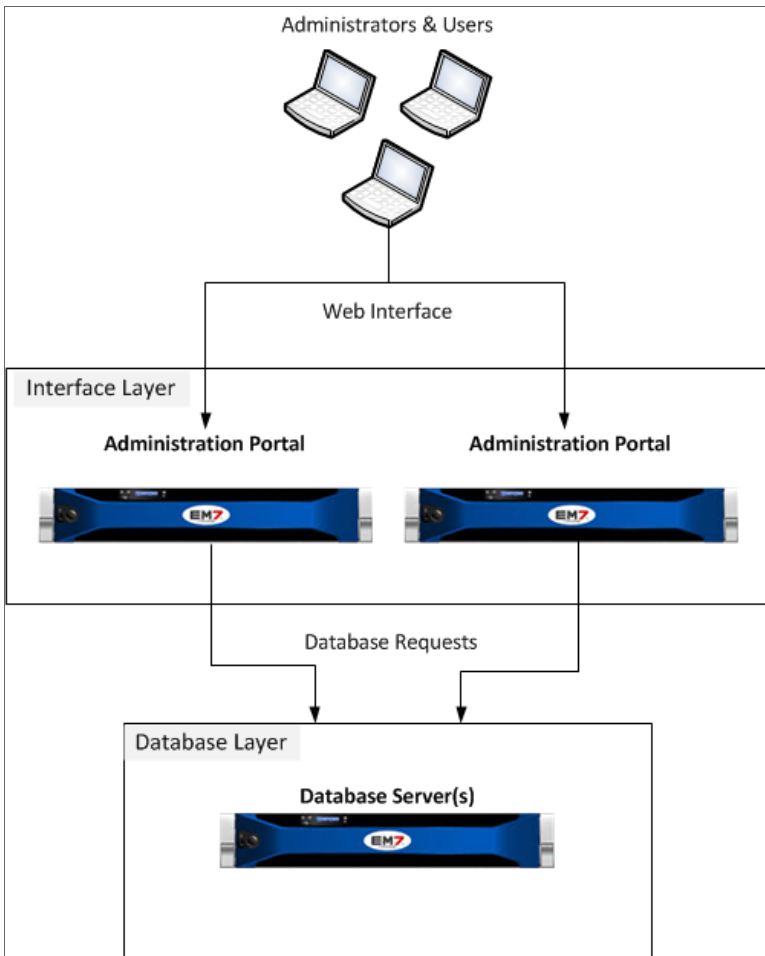 Administrators & Users
Web Interface
Interface Layer
Administration Portal
Administration Portal
EM7
EM7
Database Requests
Database Layer
Database Server(s)
EM7